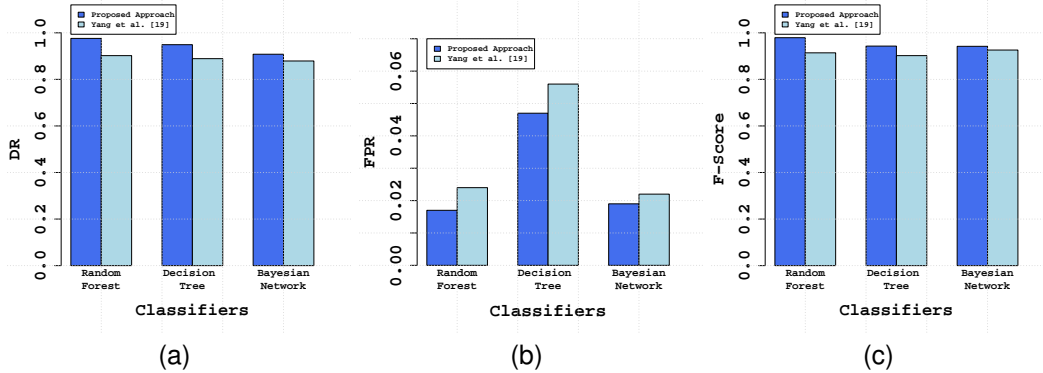 Proposed Approach
Yang et al. [19]
DR
0.0 0.2 0.4 0.6 0.8 1.0
Random Forest
Decision Tree
Bayesian Network
Classifiers
(a)
Proposed Approach
Yang et al. [19]
FPR
0.00 0.02 0.04 0.06
Random Forest
Decision Tree
Bayesian Network
Classifiers
(b)
Proposed Approach
Yang et al. [19]
F-Score
0.0 0.2 0.4 0.6 0.8 1.0
Random Forest
Decision Tree
Bayesian Network
Classifiers
(c)